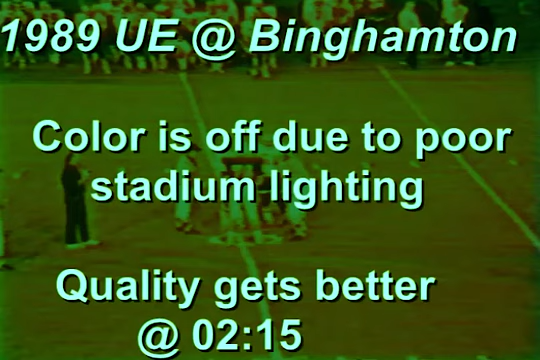 1989 UE @ Binghamton
Color is off due to poor
stadium lighting
Quality gets better
@ 02:15